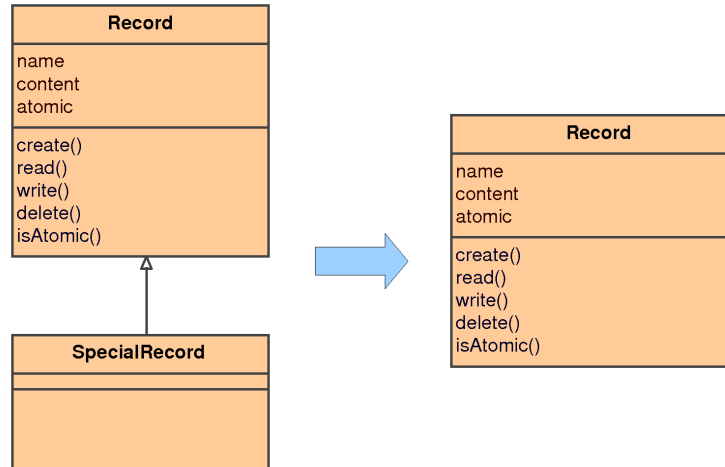 Record
name
content
atomic
create()
read()
write()
delete()
isAtomic()
SpecialRecord
Record
name
content
atomic
create()
read()
write()
delete()
isAtomic()